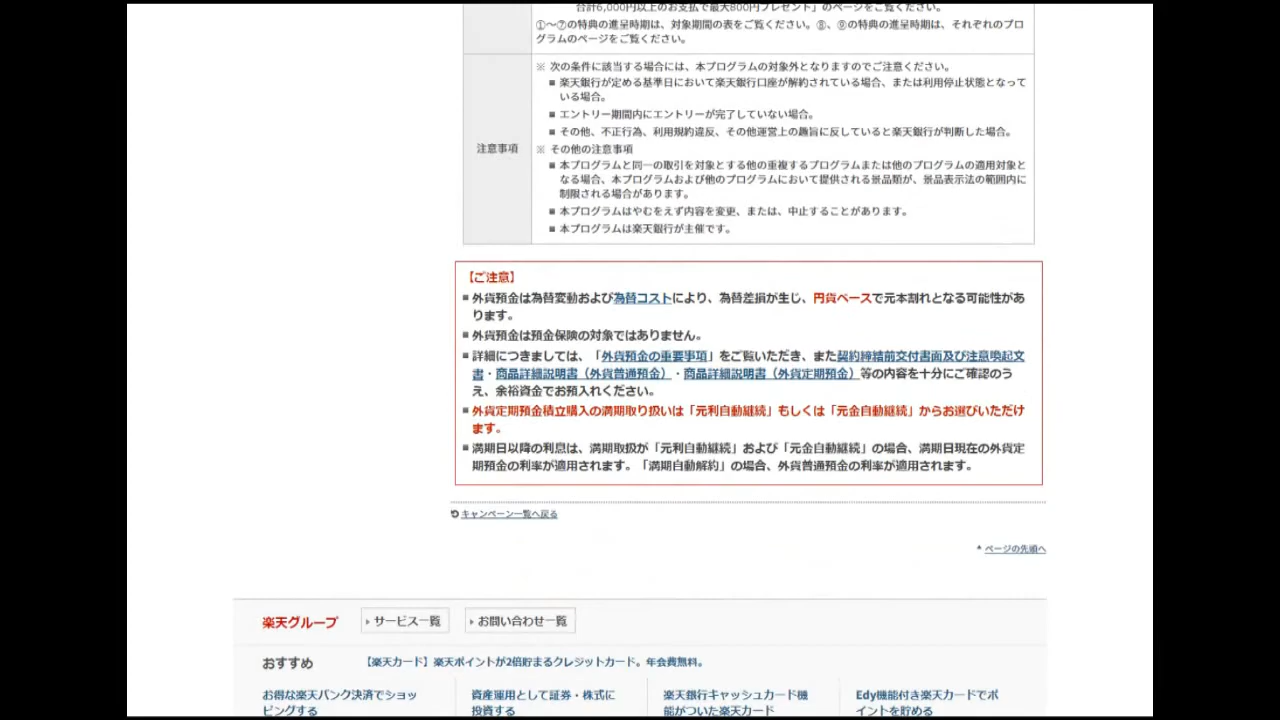 合計6,000円以上のお支払で最大800円プレゼント」のページをご覧ください。
①～⑦の特典の進呈時期は、対象期間の表をご覧ください。⑧、⑨の特典の進呈時期は、それぞれのプロ
グラムのページをご覧ください。
注意事項
※ 次の条件に該当する場合には、本プログラムの対象外となりますのでご注意ください。
■ 楽天銀行が定める基準日において楽天銀行口座が解約されている場合、または利用停止状態となって
いる場合。
■ エントリー期間内にエントリーが完了していない場合。
■ その他、不正行為、利用規約違反、その他運営上の趣旨に反していると楽天銀行が判断した場合。
※ その他の注意事項
■ 本プログラムと同一の取引を対象とする他の重複するプログラムまたは他のプログラムの適用対象と
なる場合、本プログラムおよび他のプログラムにおいて提供される景品類が、景品表示法の範囲内に
制限される場合があります。
■ 本プログラムはやむをえず内容を変更、または、中止することがあります。
■ 本プログラムは楽天銀行が主催です。
【ご注意】
■ 外貨預金は為替変動および為替コストにより、為替差損が生じ、円貨ベースで元本割れとなる可能性があ
ります。
■ 外貨預金は預金保険の対象ではありません。
■ 詳細につきましては、「外貨預金の重要事項」をご覧いただき、また契約締結前交付書面及び注意喚起文
書・商品詳細説明書（外貨普通預金）・商品詳細説明書（外貨定期預金）等の内容を十分にご確認のう
え、余裕資金でお預入れください。
■ 外貨定期預金積立購入の満期取り扱いは「元利自動継続」もしくは「元金自動継続」からお選びいただけ
ます。
■ 満期日以降の利息は、満期取扱が「元利自動継続」および「元金自動継続」の場合、満期日現在の外貨定
期預金の利率が適用されます。「満期自動解約」の場合、外貨普通預金の利率が適用されます。
キャンペーン一覧へ戻る
ページの先頭へ
楽天グループ サービス一覧 お問い合わせ一覧
おすすめ 【楽天カード】楽天ポイントが2倍貯まるクレジットカード。年会費無料。
お得な楽天バンク決済でショッ
ピングする
資産運用として証券・株式に
投資する
楽天銀行キャッシュカード機
能がついた楽天カード
Edy機能付き楽天カードでポ
イントを貯める